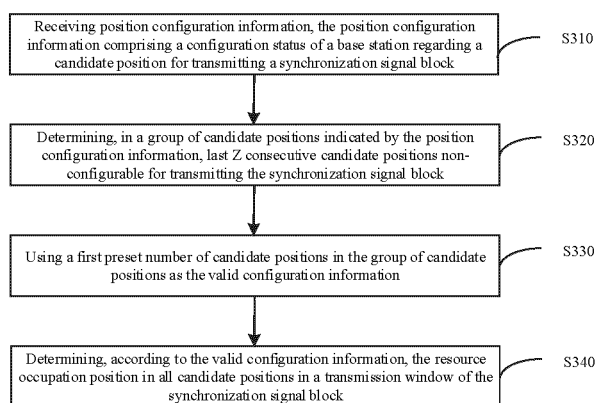 Receiving position configuration information, the position configuration
information comprising a configuration status of a base station regarding a
candidate position for transmitting a synchronization signal block
S310
Determining, in a group of candidate positions indicated by the position
configuration information, last Z consecutive candidate positions non-
configurable for transmitting the synchronization signal block
S320
Using a first preset number of candidate positions in the group of candidate
positions as the valid configuration information
S330
Determining, according to the valid configuration information, the resource
occupation position in all candidate positions in a transmission window of the
synchronization signal block
S340